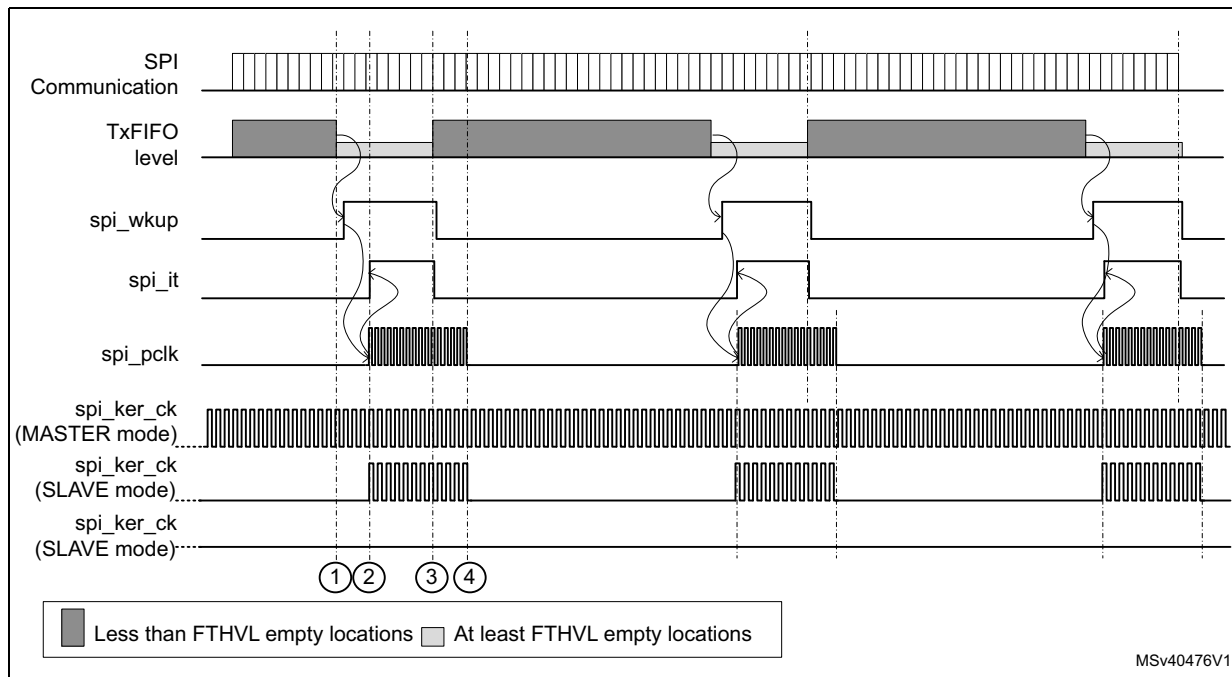 SPI
Communication
TxFIFO
level
spi_wkup
spi_it
spi_pclk
spi_ker_ck
(MASTER mode)
spi_ker_ck
(SLAVE mode)
spi_ker_ck
(SLAVE mode)
1 2 3 4
Less than FTHVL empty locations At least FTHVL empty locations
MSv40476V1